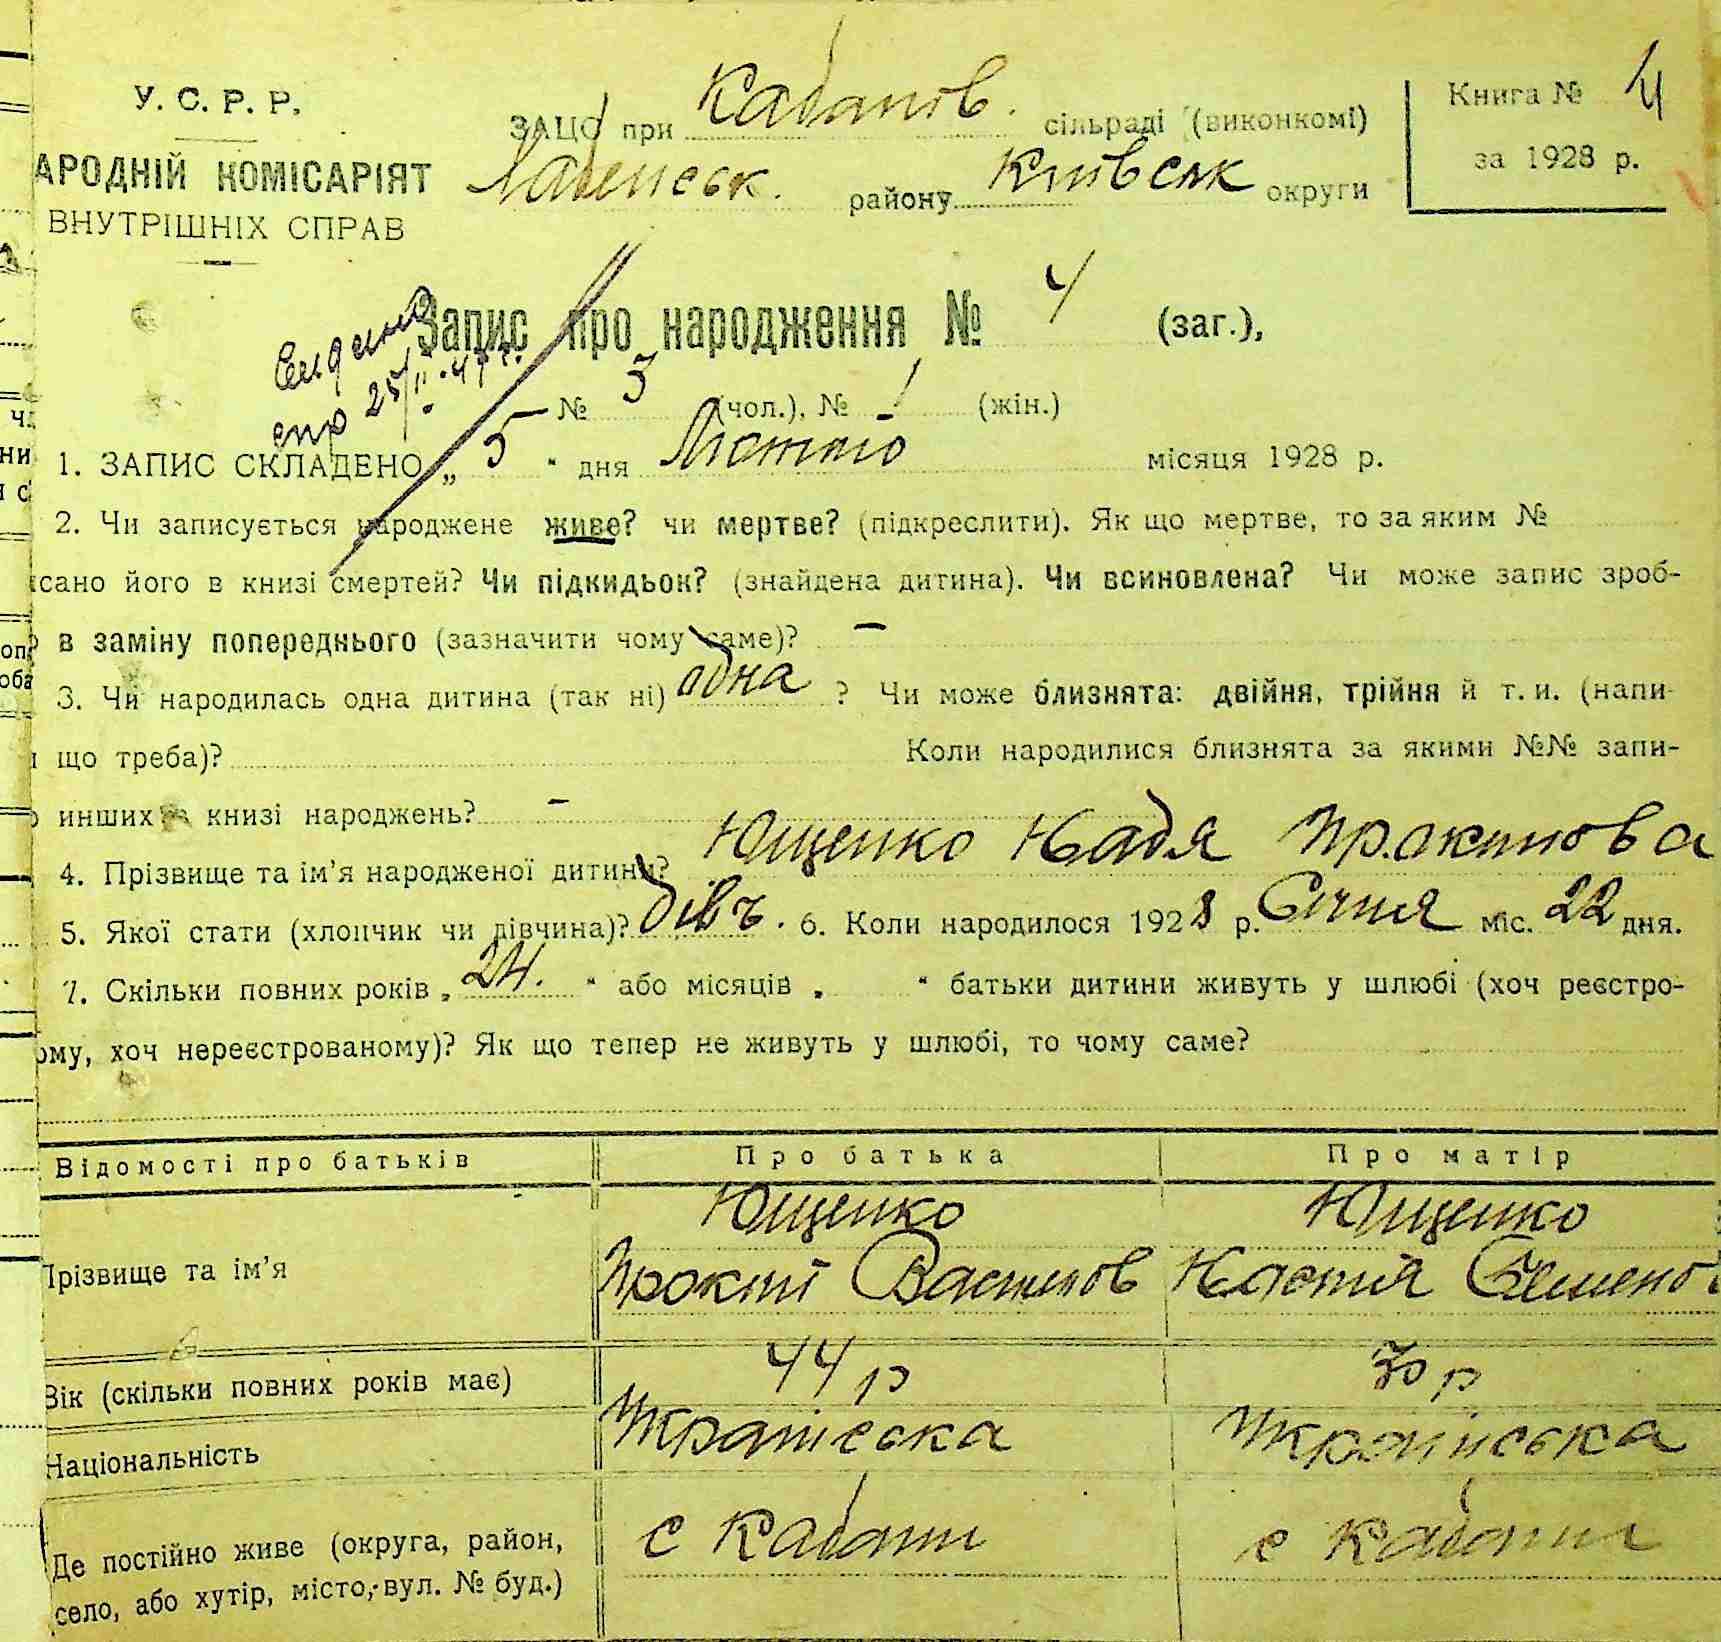 У. С. Р. Р.
АРОДНІЙ КОМІСАРІЯТ
ВНУТРІШНІХ СПРАВ
ЗАЦС при Кабанов. сільраді (виконкомі)
району Київськ округи
Книга № 4
за 1928 р.
Запис про народження № 4 (заг.),
№ 3 (чол.), № 1 (жін.)
1. ЗАПИС СКЛАДЕНО „ 5 “ дня Лютого місяця 1928 р.
2. Чи записується народжене живе? чи мертве? (підкреслити). Як що мертве, то за яким №
сано його в книзі смертей? Чи підкидьок? (знайдена дитина). Чи всиновлена? Чи може запис зроб-
в заміну попереднього (зазначити чому саме)? —
3. Чи народилась одна дитина (так ні) одна ? Чи може близнята: двійня, трійня й т. и. (напи-
що треба)? Коли народилися близнята за якими №№ запи-
инших в книзі народжень? —
4. Прізвище та ім’я народженої дитини? Ющенко Надя
5. Якої стати (хлопчик чи дівчина)? дівч. 6. Коли народилося 1928 р. Січня міс. 22 дня.
7. Скільки повних років „ 24. “ або місяців „ “ батьки дитини живуть у шлюбі (хоч реєстро-
ому, хоч нереєстрованому)? Як що тепер не живуть у шлюбі, то чому саме?
Відомості про батьків Про батька Про матір
Прізвище та ім’я Ющенко Ющенко
Прокіп Настія
Вік (скільки повних років має) 44 р 30 р
Національність Українська Українська
Де постійно живе (округа, район, с Кабани с Кабани
село, або хутір, місто, вул. № буд.)